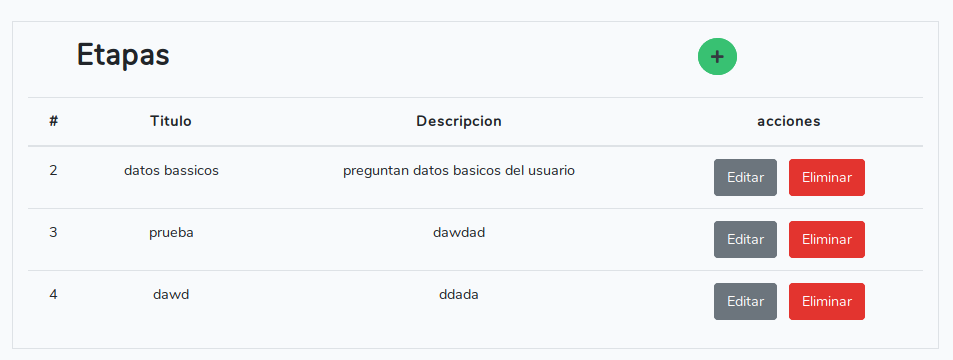 Etapas +
# Titulo Descripcion acciones
2 datos bassicos preguntan datos basicos del usuario Editar Eliminar
3 prueba dawdad Editar Eliminar
4 dawd ddada Editar Eliminar